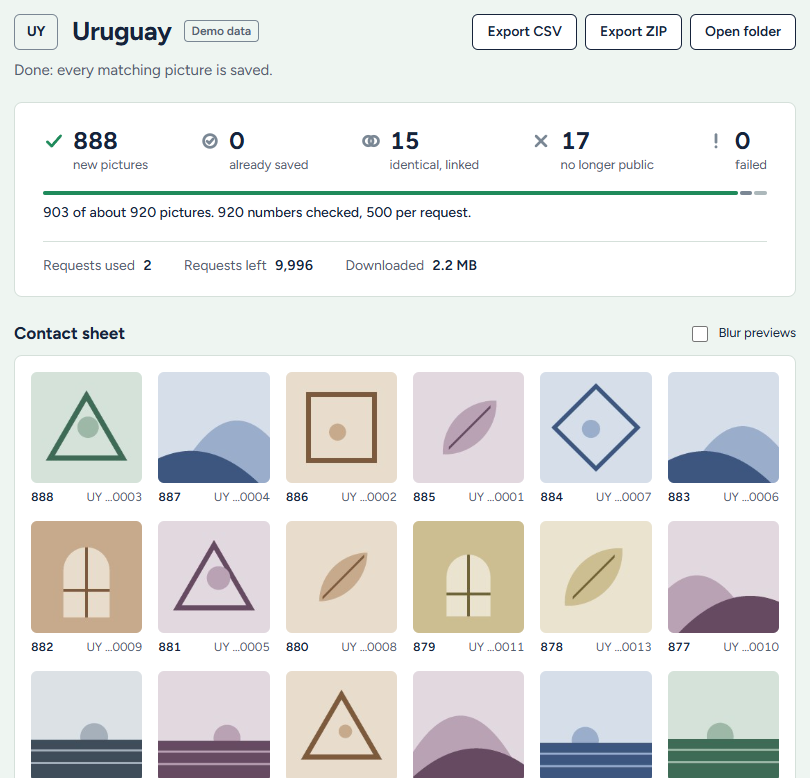 UY Uruguay Demo data Export CSV Export ZIP Open folder
Done: every matching picture is saved.
888 0 15 17 ! 0
new pictures already saved identical, linked no longer public failed
903 of about 920 pictures. 920 numbers checked, 500 per request.
Requests used 2 Requests left 9,996 Downloaded 2.2 MB
Contact sheet Blur previews
888 UY ...0003 887 UY ...0004 886 UY ...0002 885 UY ...0001 884 UY ...0007 883 UY ...0006
882 UY ...0009 881 UY ...0005 880 UY ...0008 879 UY ...0011 878 UY ...0013 877 UY ...0010